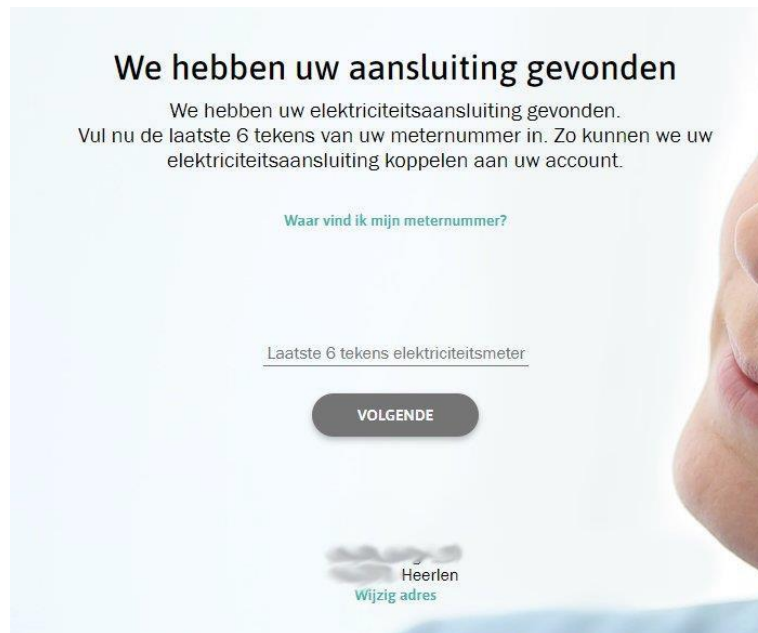 We hebben uw aansluiting gevonden
We hebben uw elektriciteitsaansluiting gevonden.
Vul nu de laatste 6 tekens van uw meternummer in. Zo kunnen we uw
elektriciteitsaansluiting koppelen aan uw account.
Waar vind ik mijn meternummer?
Laatste 6 tekens elektriciteitsmeter
VOLGENDE
Heerlen
Wijzig adres